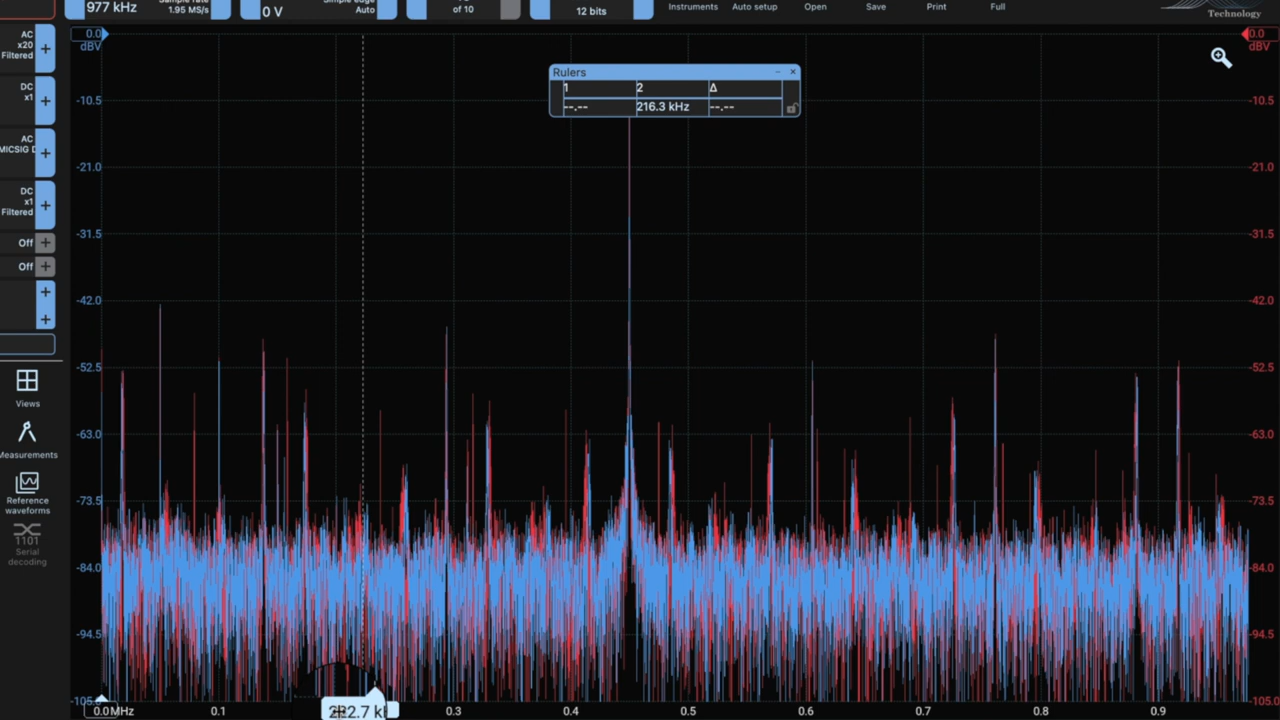 977 kHz
Sample rate
1.95 MS/s
0 V
Simple edge
Auto
of 10
12 bits
Instruments
Auto setup
Open
Save
Print
Full
Technology
AC
x20
Filtered
DC
x1
AC
MICSIG
DC
x1
Filtered
Off
Off
Views
Measurements
Reference
waveforms
1101
Serial
decoding
Rulers
1 2 Δ
--.-- 216.3 kHz --.--
0.0
dBV
-10.5
-21.0
-31.5
-42.0
-52.5
-63.0
-73.5
-84.0
-94.5
-105.0
0.0
dBV
-10.5
-21.0
-31.5
-42.0
-52.5
-63.0
-73.5
-84.0
-94.5
-105.0
0.0 MHz 0.1 0.3 0.4 0.5 0.6 0.7 0.8 0.9